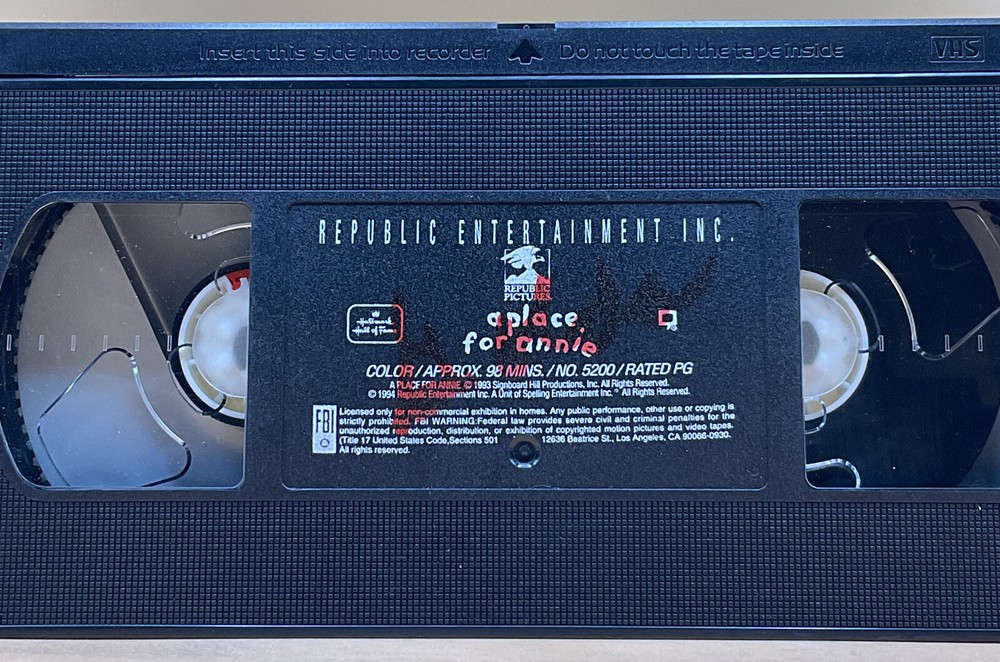 Insert this side into recorder Do not touch the tape inside VHS
REPUBLIC ENTERTAINMENT INC.
REPUBLIC
PICTURES
Hallmark
Hall of Fame
a place
for annie
COLOR / APPROX. 98 MINS. / NO. 5200 / RATED PG
A PLACE FOR ANNIE © 1993 Signboard Hill Productions, Inc. All Rights Reserved.
© 1994 Republic Entertainment Inc. A Unit of Spelling Entertainment Inc.™ All Rights Reserved.
FBI
Licensed only for non-commercial exhibition in homes. Any public performance, other use or copying is
strictly prohibited. FBI WARNING: Federal law provides severe civil and criminal penalties for the
unauthorized reproduction, distribution, or exhibition of copyrighted motion pictures and video tapes.
(Title 17 United States Code, Sections 501 12636 Beatrice St., Los Angeles, CA 90066-0930.
All rights reserved.